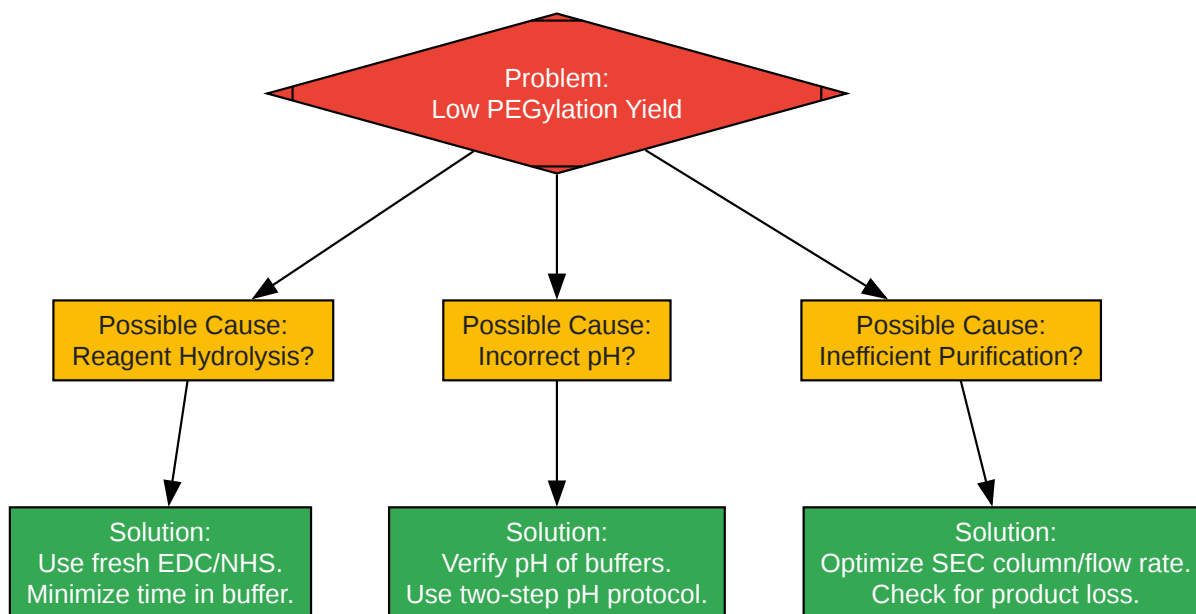 Problem:
Low PEGylation Yield
Possible Cause:
Reagent Hydrolysis?
Possible Cause:
Incorrect pH?
Possible Cause:
Inefficient Purification?
Solution:
Use fresh EDC/NHS.
Minimize time in buffer.
Solution:
Verify pH of buffers.
Use two-step pH protocol.
Solution:
Optimize SEC column/flow rate.
Check for product loss.